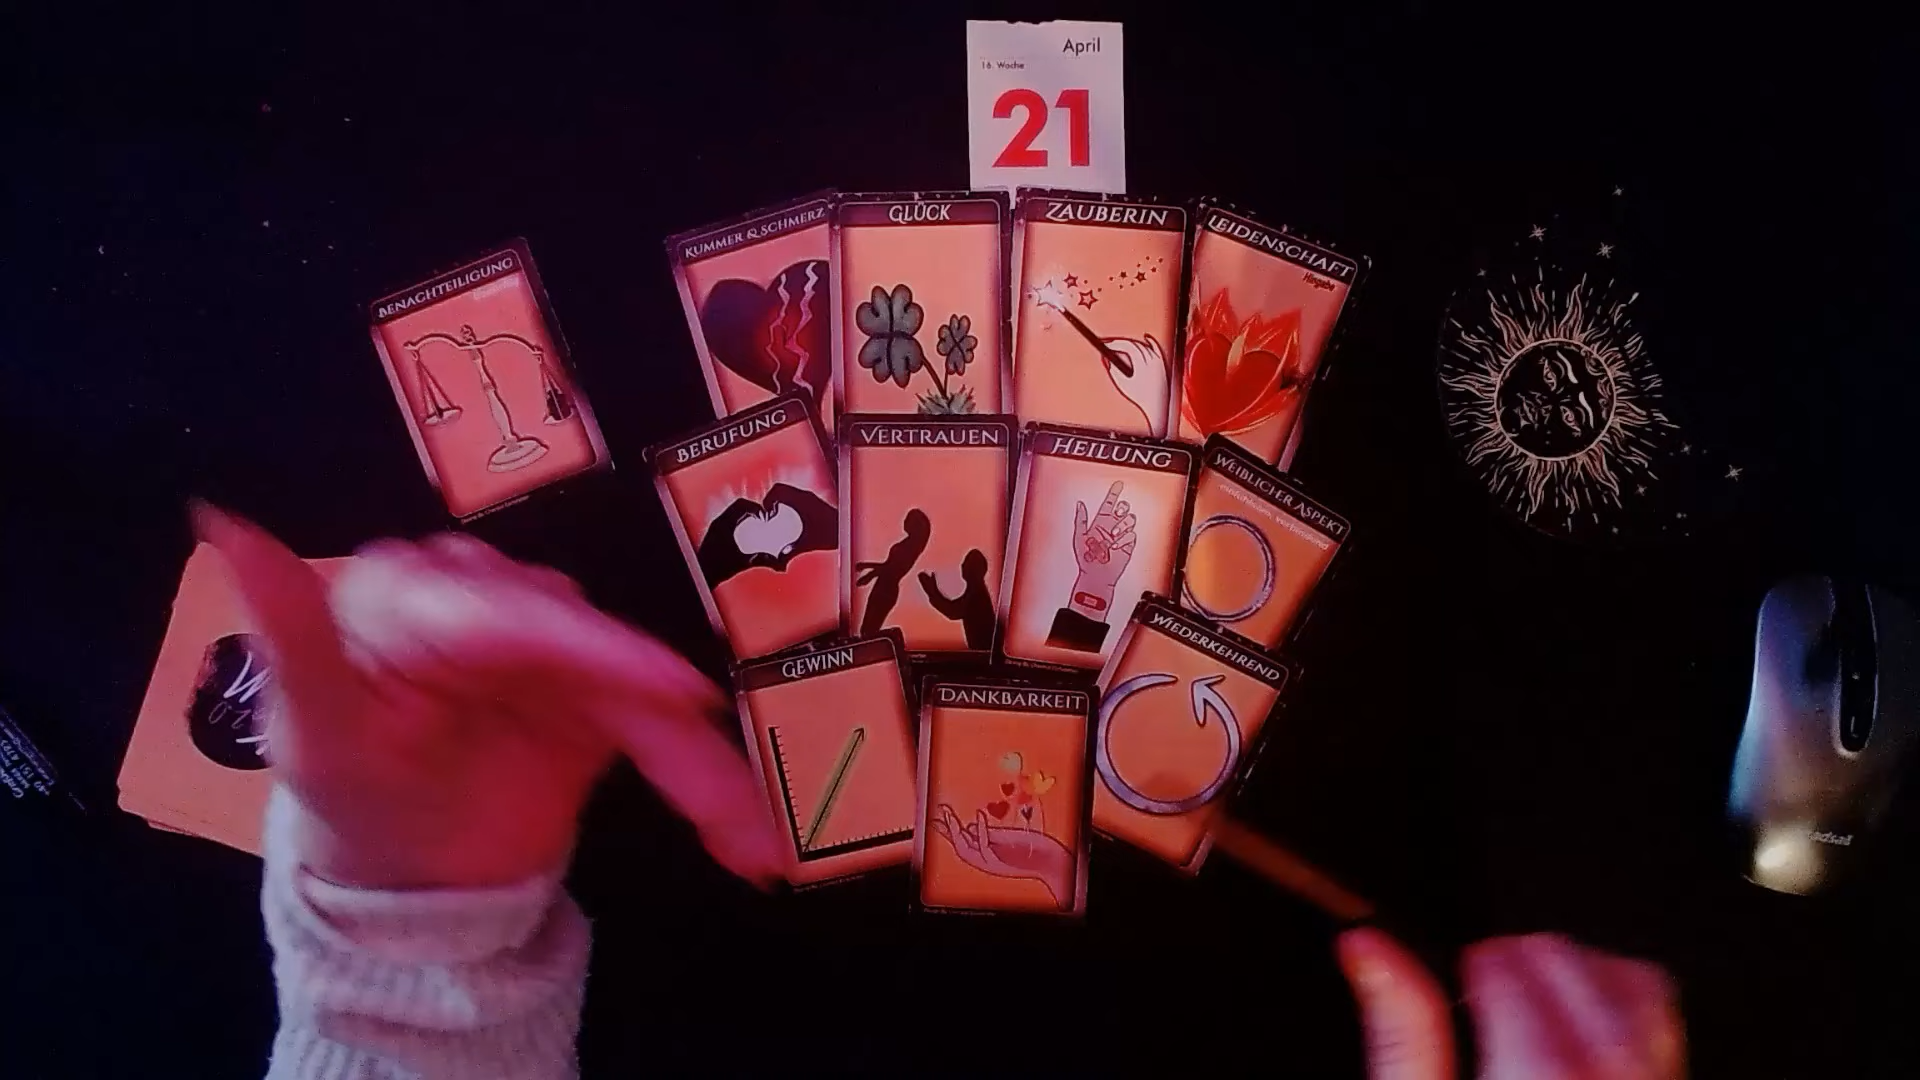 April
16. Woche
21
BENACHTEILIGUNG
KUMMER & SCHMERZ
GLÜCK
ZAUBERIN
LEIDENSCHAFT
Hingabe
BERUFUNG
VERTRAUEN
HEILUNG
WEIBLICHER ASPEKT
GEWINN
DANKBARKEIT
WIEDERKEHREND